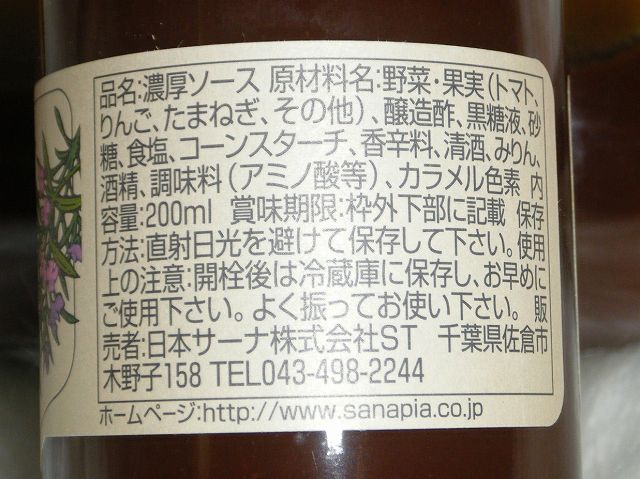 品名:濃厚ソース 原材料名:野菜・果実(トマト、
りんご、たまねぎ、その他)、醸造酢、黒糖液、砂
糖、食塩、コーンスターチ、香辛料、清酒、みりん、
酒精、調味料(アミノ酸等)、カラメル色素 内
容量:200ml 賞味期限:枠外下部に記載 保存
方法:直射日光を避けて保存して下さい。使用
上の注意:開栓後は冷蔵庫に保存し、お早めに
ご使用下さい。よく振ってお使い下さい。 販
売者:日本サーナ株式会社ST 千葉県佐倉市
木野子158 TEL043-498-2244
ホームページ:http://www.sanapia.co.jp